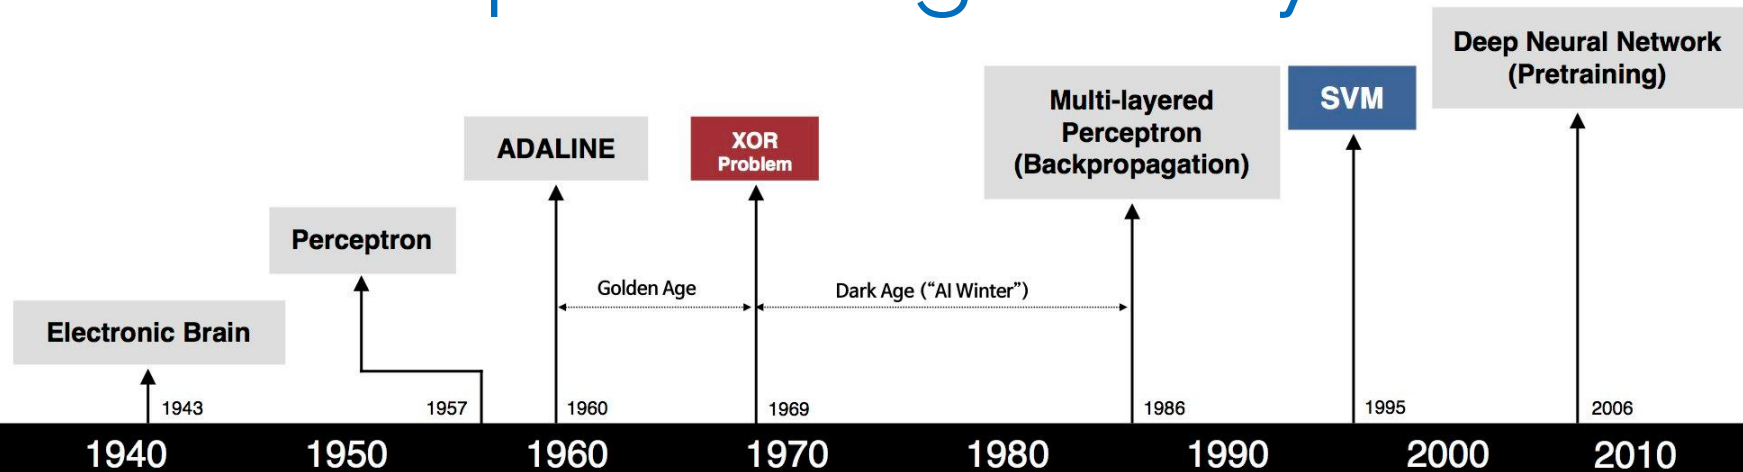 Deep Neural Network
(Pretraining)
Multi-layered
Perceptron
(Backpropagation)
SVM
ADALINE
XOR
Problem
Perceptron
Golden Age
Dark Age (“AI Winter”)
Electronic Brain
1943
1957
1960
1969
1986
1995
2006
1940 1950 1960 1970 1980 1990 2000 2010